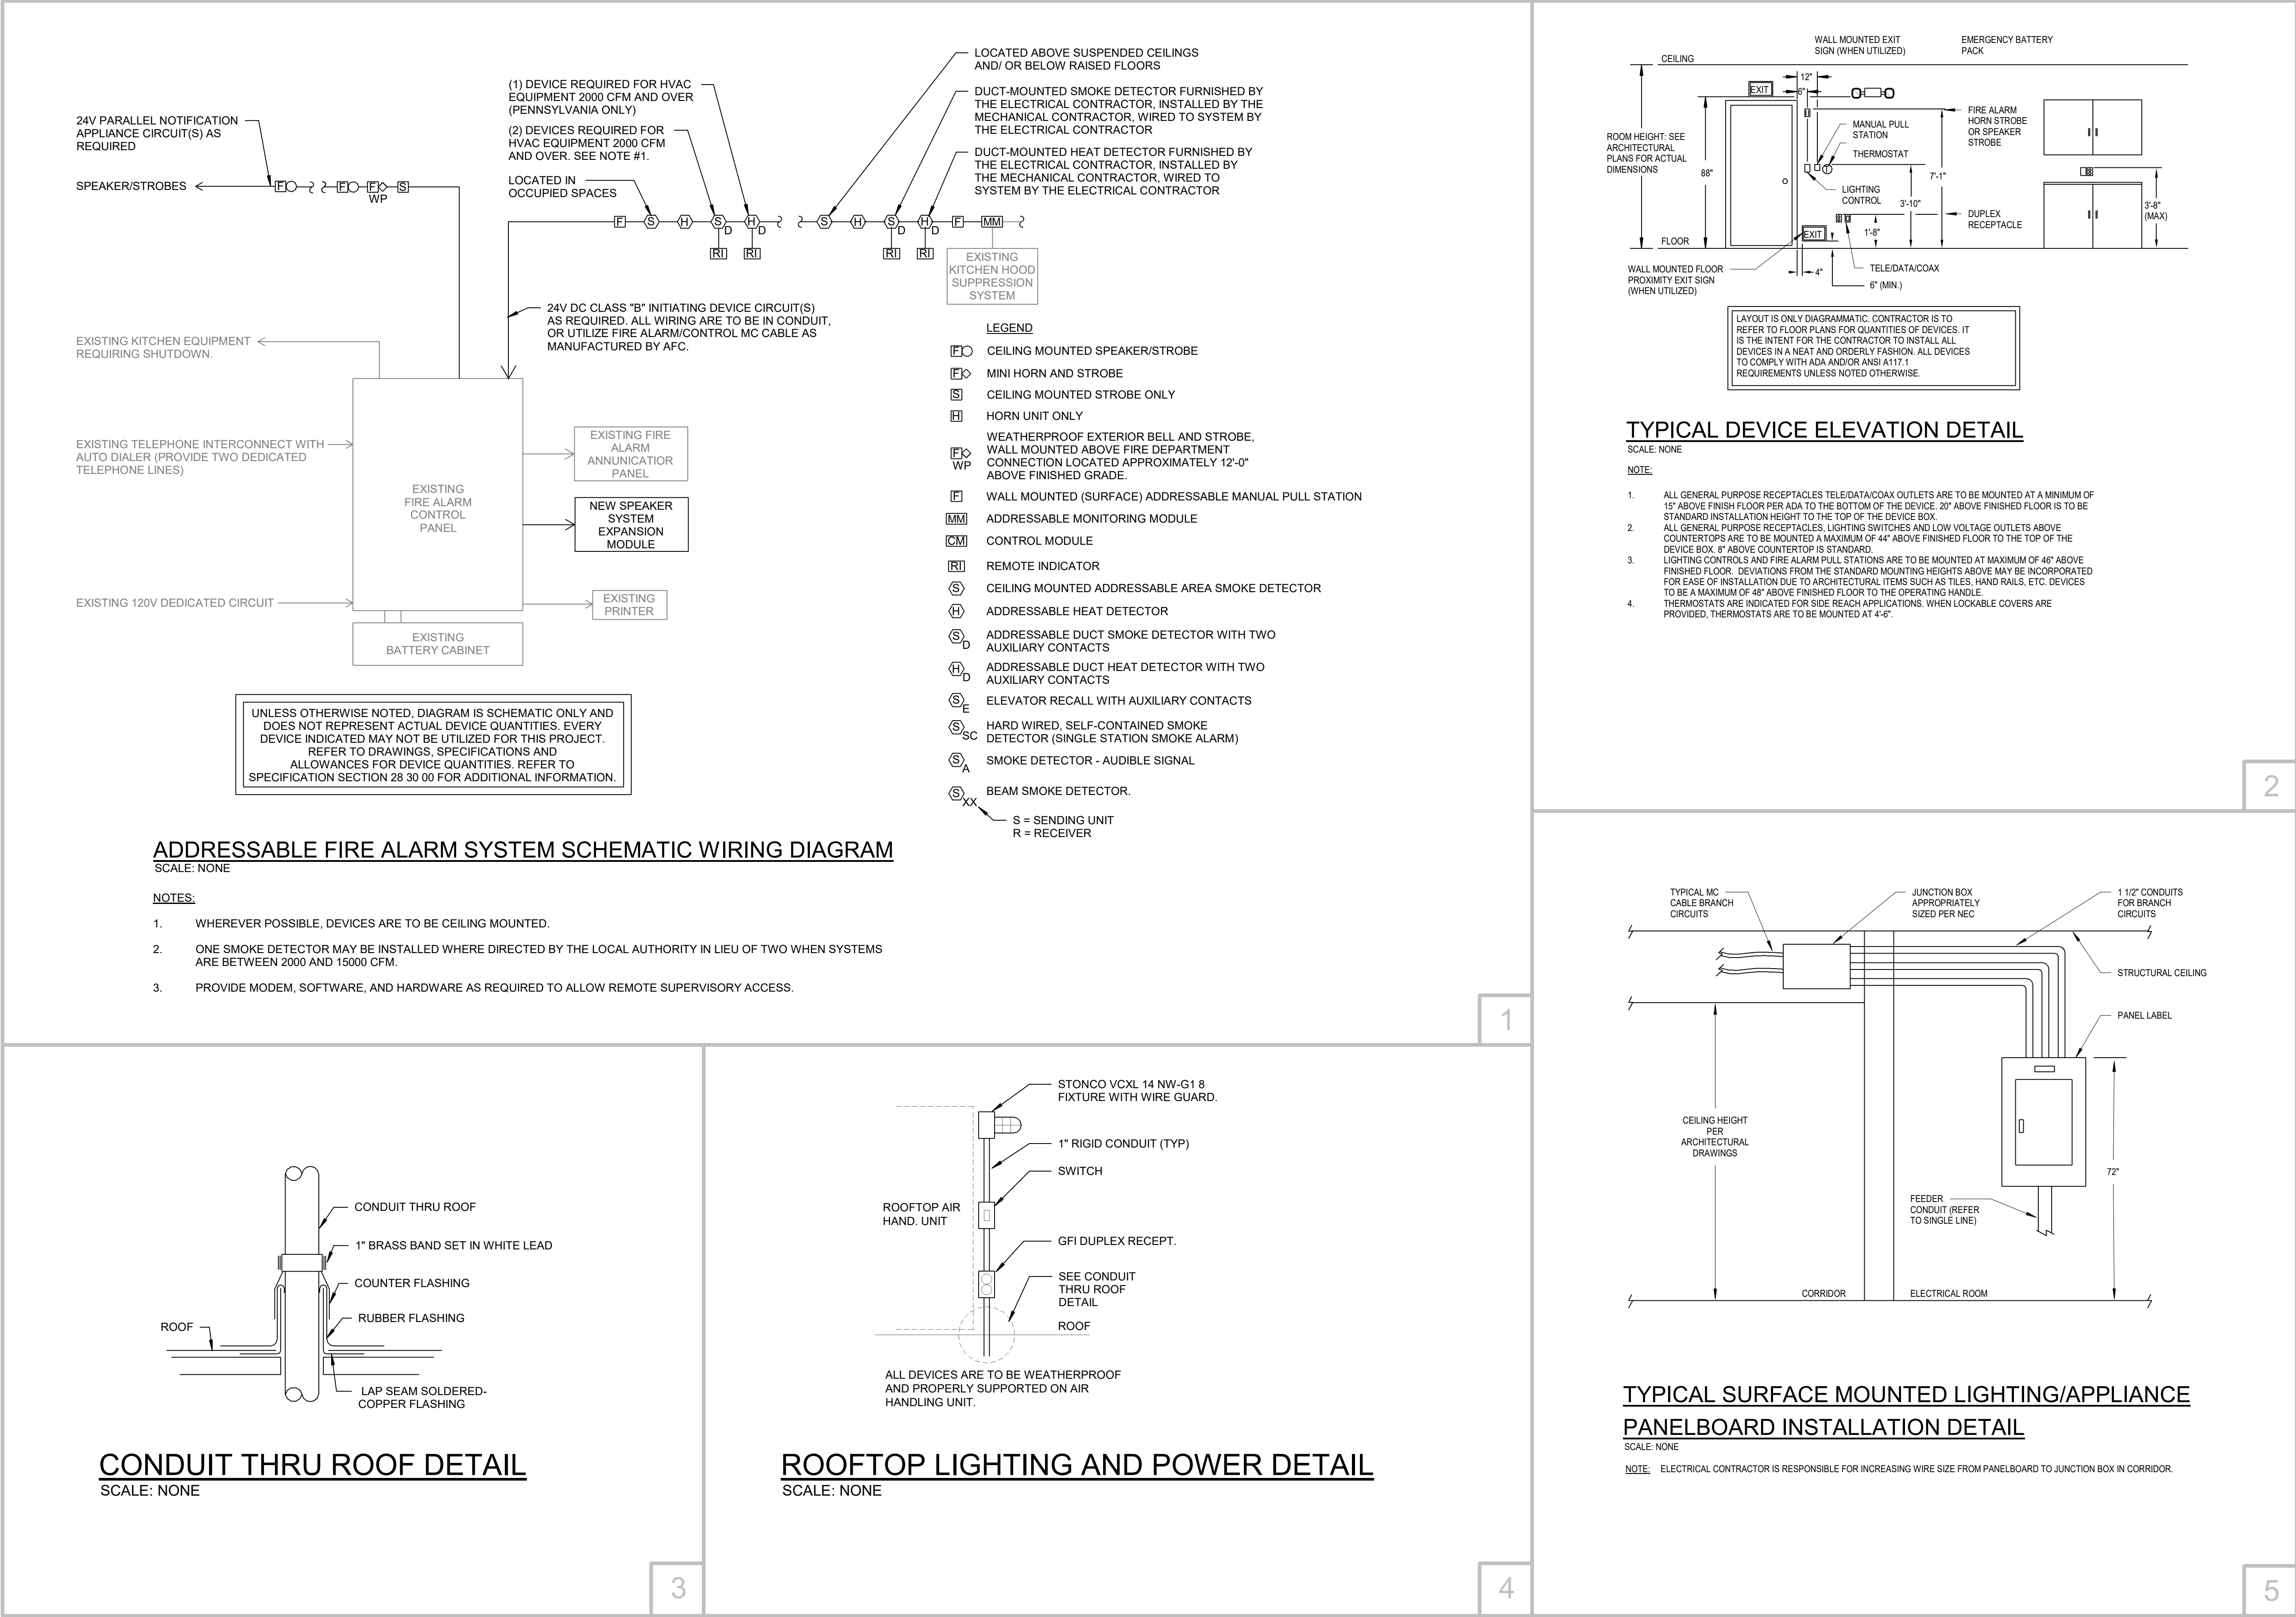 24V PARALLEL NOTIFICATION
APPLIANCE CIRCUIT(S) AS
REQUIRED
SPEAKER/STROBES
F
F
F
WP
S
(1) DEVICE REQUIRED FOR HVAC
EQUIPMENT 2000 CFM AND OVER
(PENNSYLVANIA ONLY)
(2) DEVICES REQUIRED FOR
HVAC EQUIPMENT 2000 CFM
AND OVER. SEE NOTE #1.
LOCATED IN
OCCUPIED SPACES
LOCATED ABOVE SUSPENDED CEILINGS
AND/ OR BELOW RAISED FLOORS
DUCT-MOUNTED SMOKE DETECTOR FURNISHED BY
THE ELECTRICAL CONTRACTOR, INSTALLED BY THE
MECHANICAL CONTRACTOR, WIRED TO SYSTEM BY
THE ELECTRICAL CONTRACTOR
DUCT-MOUNTED HEAT DETECTOR FURNISHED BY
THE ELECTRICAL CONTRACTOR, INSTALLED BY
THE MECHANICAL CONTRACTOR, WIRED TO
SYSTEM BY THE ELECTRICAL CONTRACTOR
F S H S D H D S H S D H D F MM
RI RI RI RI
EXISTING
KITCHEN HOOD
SUPPRESSION
SYSTEM
24V DC CLASS "B" INITIATING DEVICE CIRCUIT(S)
AS REQUIRED. ALL WIRING ARE TO BE IN CONDUIT,
OR UTILIZE FIRE ALARM/CONTROL MC CABLE AS
MANUFACTURED BY AFC.
EXISTING KITCHEN EQUIPMENT
REQUIRING SHUTDOWN.
EXISTING TELEPHONE INTERCONNECT WITH
AUTO DIALER (PROVIDE TWO DEDICATED
TELEPHONE LINES)
EXISTING 120V DEDICATED CIRCUIT
EXISTING
FIRE ALARM
CONTROL
PANEL
EXISTING
BATTERY CABINET
EXISTING FIRE
ALARM
ANNUNICATIOR
PANEL
NEW SPEAKER
SYSTEM
EXPANSION
MODULE
EXISTING
PRINTER
UNLESS OTHERWISE NOTED, DIAGRAM IS SCHEMATIC ONLY AND
DOES NOT REPRESENT ACTUAL DEVICE QUANTITIES. EVERY
DEVICE INDICATED MAY NOT BE UTILIZED FOR THIS PROJECT.
REFER TO DRAWINGS, SPECIFICATIONS AND
ALLOWANCES FOR DEVICE QUANTITIES. REFER TO
SPECIFICATION SECTION 28 30 00 FOR ADDITIONAL INFORMATION.
LEGEND
F CEILING MOUNTED SPEAKER/STROBE
F MINI HORN AND STROBE
S CEILING MOUNTED STROBE ONLY
H HORN UNIT ONLY
F WP WEATHERPROOF EXTERIOR BELL AND STROBE,
WALL MOUNTED ABOVE FIRE DEPARTMENT
CONNECTION LOCATED APPROXIMATELY 12'-0"
ABOVE FINISHED GRADE.
F WALL MOUNTED (SURFACE) ADDRESSABLE MANUAL PULL STATION
MM ADDRESSABLE MONITORING MODULE
CM CONTROL MODULE
RI REMOTE INDICATOR
S CEILING MOUNTED ADDRESSABLE AREA SMOKE DETECTOR
H ADDRESSABLE HEAT DETECTOR
S D ADDRESSABLE DUCT SMOKE DETECTOR WITH TWO
AUXILIARY CONTACTS
H D ADDRESSABLE DUCT HEAT DETECTOR WITH TWO
AUXILIARY CONTACTS
S E ELEVATOR RECALL WITH AUXILIARY CONTACTS
S SC HARD WIRED, SELF-CONTAINED SMOKE
DETECTOR (SINGLE STATION SMOKE ALARM)
S A SMOKE DETECTOR - AUDIBLE SIGNAL
S XX BEAM SMOKE DETECTOR.
S = SENDING UNIT
R = RECEIVER
ADDRESSABLE FIRE ALARM SYSTEM SCHEMATIC WIRING DIAGRAM
SCALE: NONE
NOTES:
1. WHEREVER POSSIBLE, DEVICES ARE TO BE CEILING MOUNTED.
2. ONE SMOKE DETECTOR MAY BE INSTALLED WHERE DIRECTED BY THE LOCAL AUTHORITY IN LIEU OF TWO WHEN SYSTEMS
ARE BETWEEN 2000 AND 15000 CFM.
3. PROVIDE MODEM, SOFTWARE, AND HARDWARE AS REQUIRED TO ALLOW REMOTE SUPERVISORY ACCESS.
1
WALL MOUNTED EXIT
SIGN (WHEN UTILIZED)
EMERGENCY BATTERY
PACK
CEILING
EXIT
12"
6"
FIRE ALARM
HORN STROBE
OR SPEAKER
STROBE
MANUAL PULL
STATION
THERMOSTAT
ROOM HEIGHT: SEE
ARCHITECTURAL
PLANS FOR ACTUAL
DIMENSIONS
88"
7'-1"
LIGHTING
CONTROL
3'-10"
3'-8"
(MAX)
DUPLEX
RECEPTACLE
1'-8"
FLOOR
EXIT
WALL MOUNTED FLOOR
PROXIMITY EXIT SIGN
(WHEN UTILIZED)
4"
TELE/DATA/COAX
6" (MIN.)
LAYOUT IS ONLY DIAGRAMMATIC. CONTRACTOR IS TO
REFER TO FLOOR PLANS FOR QUANTITIES OF DEVICES. IT
IS THE INTENT FOR THE CONTRACTOR TO INSTALL ALL
DEVICES IN A NEAT AND ORDERLY FASHION. ALL DEVICES
TO COMPLY WITH ADA AND/OR ANSI A117.1
REQUIREMENTS UNLESS NOTED OTHERWISE.
TYPICAL DEVICE ELEVATION DETAIL
SCALE: NONE
NOTE:
1. ALL GENERAL PURPOSE RECEPTACLES TELE/DATA/COAX OUTLETS ARE TO BE MOUNTED AT A MINIMUM OF
15" ABOVE FINISH FLOOR PER ADA TO THE BOTTOM OF THE DEVICE. 20" ABOVE FINISHED FLOOR IS TO BE
STANDARD INSTALLATION HEIGHT TO THE TOP OF THE DEVICE BOX.
2. ALL GENERAL PURPOSE RECEPTACLES, LIGHTING SWITCHES AND LOW VOLTAGE OUTLETS ABOVE
COUNTERTOPS ARE TO BE MOUNTED A MAXIMUM OF 44" ABOVE FINISHED FLOOR TO THE TOP OF THE
DEVICE BOX. 8" ABOVE COUNTERTOP IS STANDARD.
3. LIGHTING CONTROLS AND FIRE ALARM PULL STATIONS ARE TO BE MOUNTED AT MAXIMUM OF 46" ABOVE
FINISHED FLOOR. DEVIATIONS FROM THE STANDARD MOUNTING HEIGHTS ABOVE MAY BE INCORPORATED
FOR EASE OF INSTALLATION DUE TO ARCHITECTURAL ITEMS SUCH AS TILES, HAND RAILS, ETC. DEVICES
TO BE A MAXIMUM OF 48" ABOVE FINISHED FLOOR TO THE OPERATING HANDLE.
4. THERMOSTATS ARE INDICATED FOR SIDE REACH APPLICATIONS. WHEN LOCKABLE COVERS ARE
PROVIDED, THERMOSTATS ARE TO BE MOUNTED AT 4'-6".
2
CONDUIT THRU ROOF
1" BRASS BAND SET IN WHITE LEAD
COUNTER FLASHING
RUBBER FLASHING
ROOF
LAP SEAM SOLDERED-
COPPER FLASHING
CONDUIT THRU ROOF DETAIL
SCALE: NONE
3
STONCO VCXL 14 NW-G1 8
FIXTURE WITH WIRE GUARD.
1" RIGID CONDUIT (TYP)
SWITCH
ROOFTOP AIR
HAND. UNIT
GFI DUPLEX RECEPT.
SEE CONDUIT
THRU ROOF
DETAIL
ROOF
ALL DEVICES ARE TO BE WEATHERPROOF
AND PROPERLY SUPPORTED ON AIR
HANDLING UNIT.
ROOFTOP LIGHTING AND POWER DETAIL
SCALE: NONE
4
TYPICAL MC
CABLE BRANCH
CIRCUITS
JUNCTION BOX
APPROPRIATELY
SIZED PER NEC
1 1/2" CONDUITS
FOR BRANCH
CIRCUITS
STRUCTURAL CEILING
PANEL LABEL
CEILING HEIGHT
PER
ARCHITECTURAL
DRAWINGS
72"
FEEDER
CONDUIT (REFER
TO SINGLE LINE)
CORRIDOR
ELECTRICAL ROOM
TYPICAL SURFACE MOUNTED LIGHTING/APPLIANCE
PANELBOARD INSTALLATION DETAIL
SCALE: NONE
NOTE: ELECTRICAL CONTRACTOR IS RESPONSIBLE FOR INCREASING WIRE SIZE FROM PANELBOARD TO JUNCTION BOX IN CORRIDOR.
5